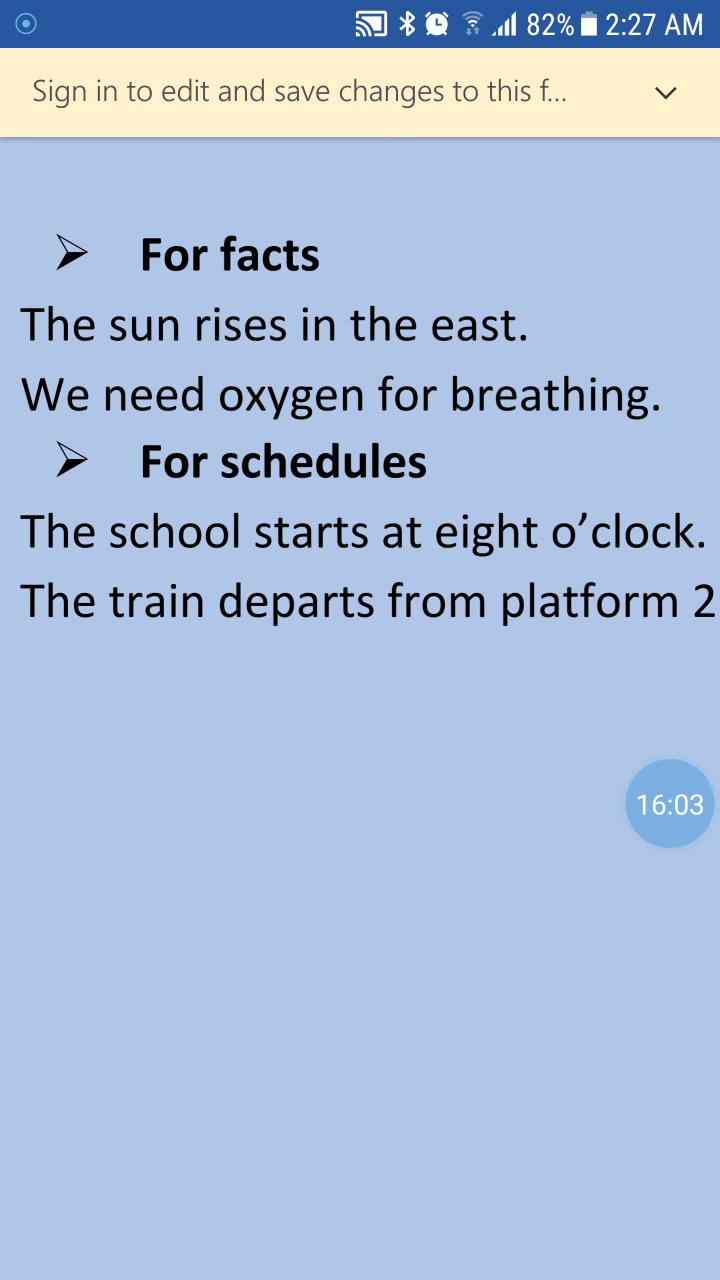 82% 2:27 AM
Sign in to edit and save changes to this f...
➢ For facts
The sun rises in the east.
We need oxygen for breathing.
➢ For schedules
The school starts at eight o’clock.
The train departs from platform 2
16:03